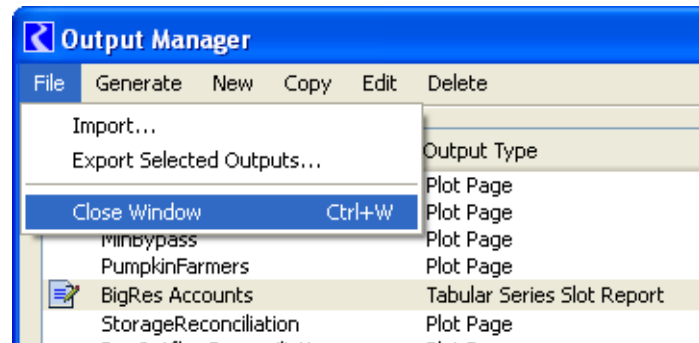 Output Manager
File Generate New Copy Edit Delete
Import...
Export Selected Outputs...
Output Type
Plot Page
Close Window Ctrl+W
Plot Page
MinBypass Plot Page
PumpkinFarmers Plot Page
BigRes Accounts Tabular Series Slot Report
StorageReconciliation Plot Page